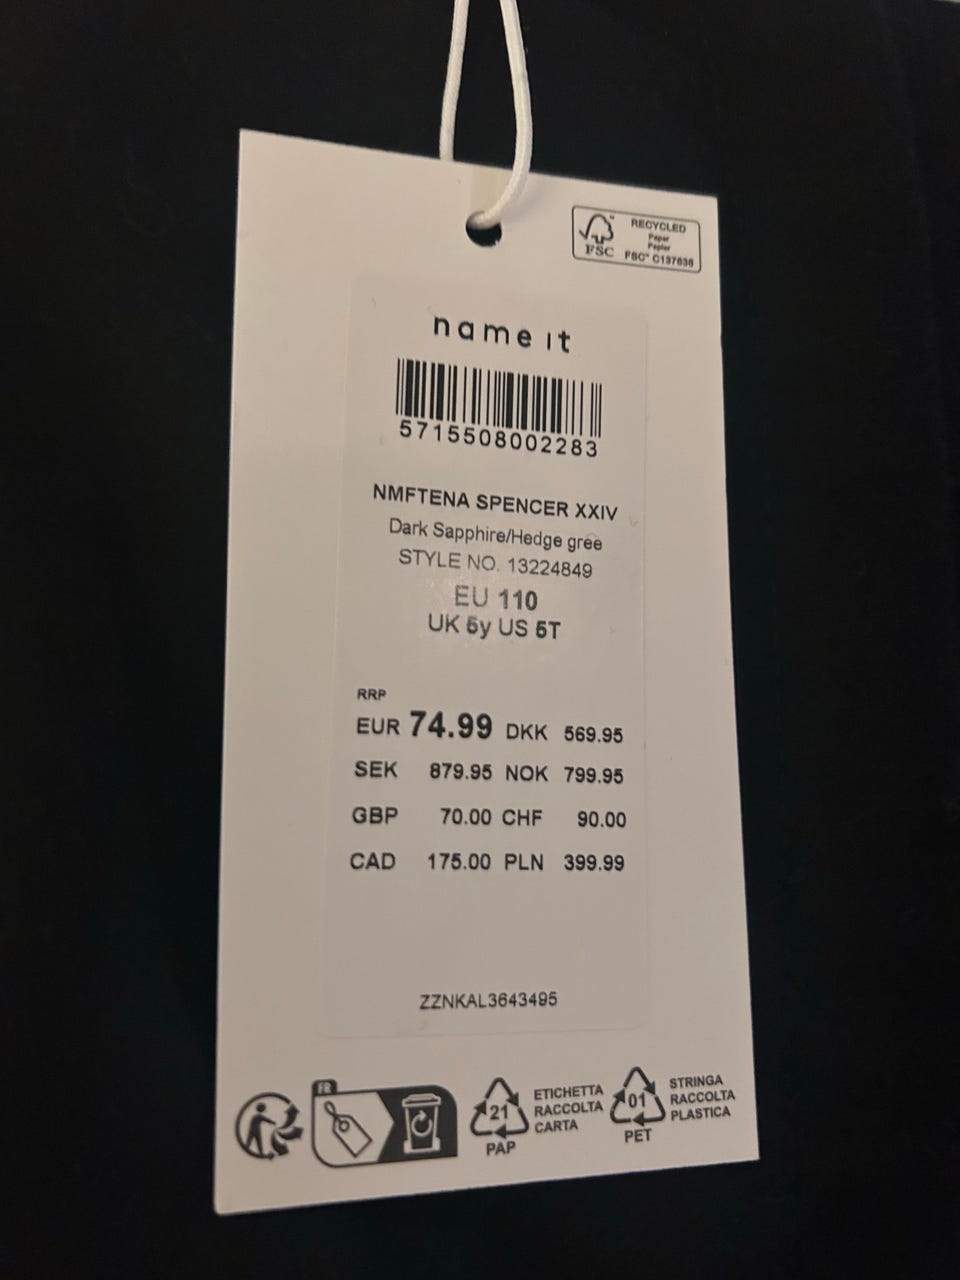 RECYCLED
Paper
Papier
FSC™ C137636
FSC
name it
5715508002283
NMFTENA SPENCER XXIV
Dark Sapphire/Hedge gree
STYLE NO. 13224849
EU 110
UK 5y US 5T
RRP
EUR 74.99 DKK 569.95
SEK 879.95 NOK 799.95
GBP 70.00 CHF 90.00
CAD 175.00 PLN 399.99
ZZNKAL3643495
FR
21
PAP
ETICHETTA
RACCOLTA
CARTA
01
PET
STRINGA
RACCOLTA
PLASTICA